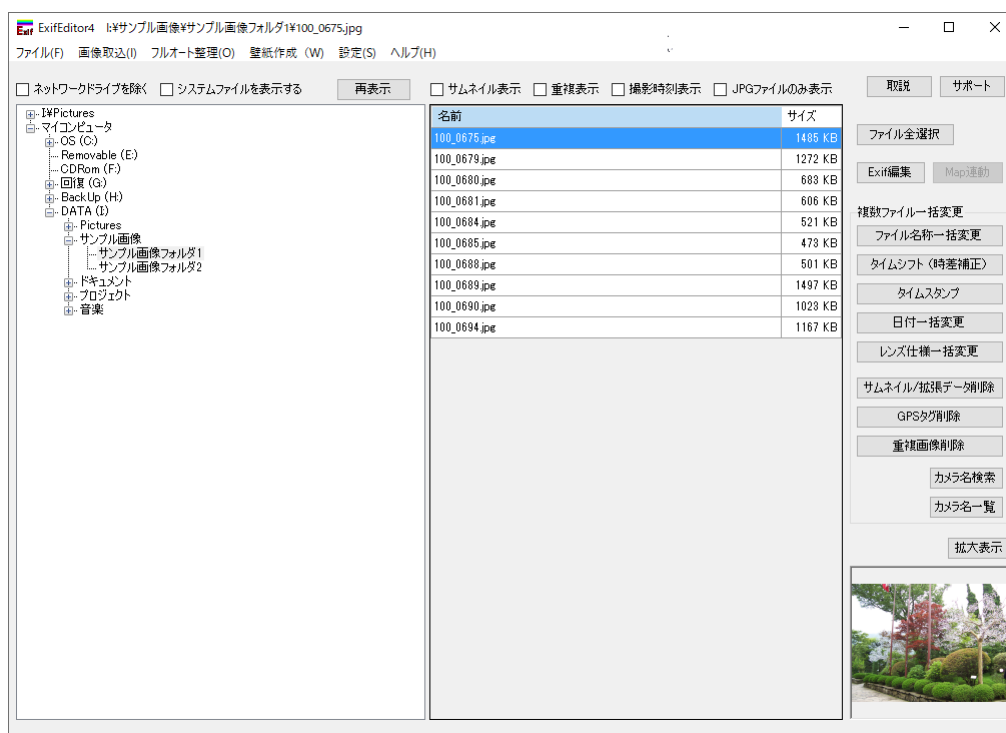 ExifEditor4 I:¥サンプル画像¥サンプル画像フォルダ1¥100_0675.jpg
ファイル(F) 画像取込(I) フルオート整理(O) 壁紙作成 (W) 設定(S) ヘルプ(H)
ネットワークドライブを除く システムファイルを表示する 再表示 サムネイル表示 重複表示 撮影時刻表示 JPGファイルのみ表示 取説 サポート
I¥Pictures
マイコンピュータ
OS (C:)
Removable (E:)
CDRom (F:)
回復 (G:)
BackUp (H:)
DATA (I:)
Pictures
サンプル画像
サンプル画像フォルダ1
サンプル画像フォルダ2
ドキュメント
プロジェクト
音楽
名前 サイズ
100_0675.jpg 1485 KB
100_0679.jpg 1272 KB
100_0680.jpg 683 KB
100_0681.jpg 606 KB
100_0684.jpg 521 KB
100_0685.jpg 473 KB
100_0688.jpg 501 KB
100_0689.jpg 1497 KB
100_0690.jpg 1023 KB
100_0694.jpg 1167 KB
ファイル全選択
Exif編集 Map連動
複数ファイル一括変更
ファイル名称一括変更
タイムシフト (時差補正)
タイムスタンプ
日付一括変更
レンズ仕様一括変更
サムネイル/拡張データ削除
GPSタグ削除
重複画像削除
カメラ名検索
カメラ名一覧
拡大表示